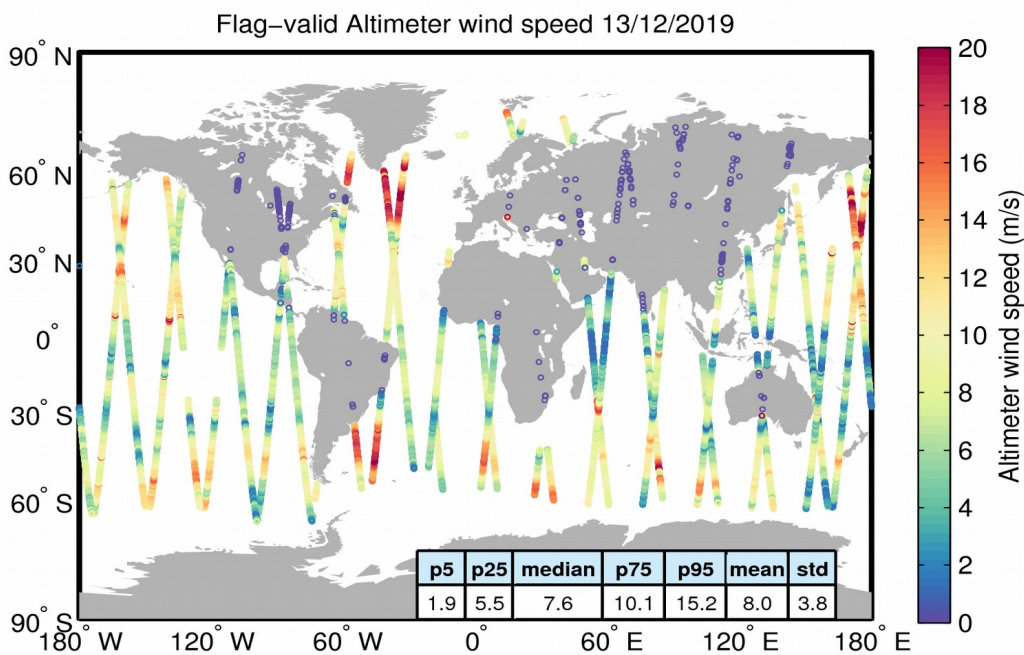 Flag−valid Altimeter wind speed 13/12/2019
90° N
60° N
30° N
0°
30° S
60° S
90° S
180° W
120° W
60° W
0°
60° E
120° E
180° E
p5 p25 median p75 p95 mean std
1.9 5.5 7.6 10.1 15.2 8.0 3.8
20
18
16
14
12
10
8
6
4
2
0
Altimeter wind speed (m/s)